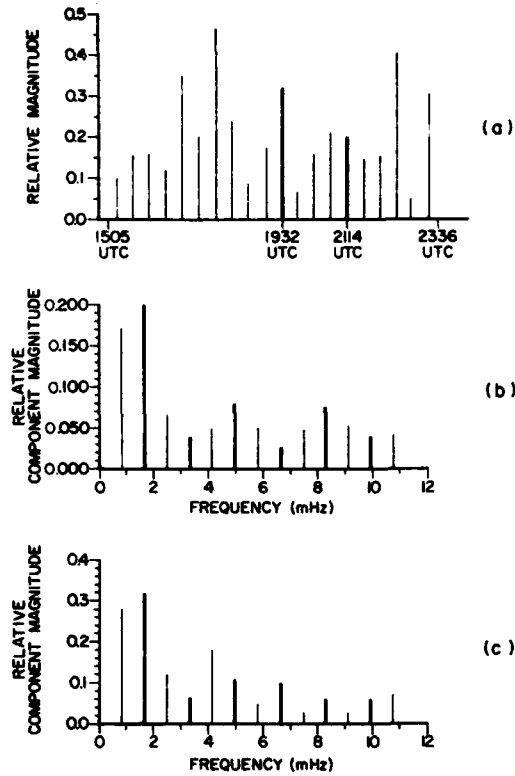 0.5
0.4
0.3
0.2
0.1
0.0
RELATIVE MAGNITUDE
1505 UTC
1932 UTC
2114 UTC
2336 UTC
(a)
0.200
0.150
0.100
0.050
0.000
RELATIVE
COMPONENT MAGNITUDE
0 2 4 6 8 10 12
FREQUENCY (mHz)
(b)
0.4
0.3
0.2
0.1
0.0
RELATIVE
COMPONENT MAGNITUDE
0 2 4 6 8 10 12
FREQUENCY (mHz)
(c)